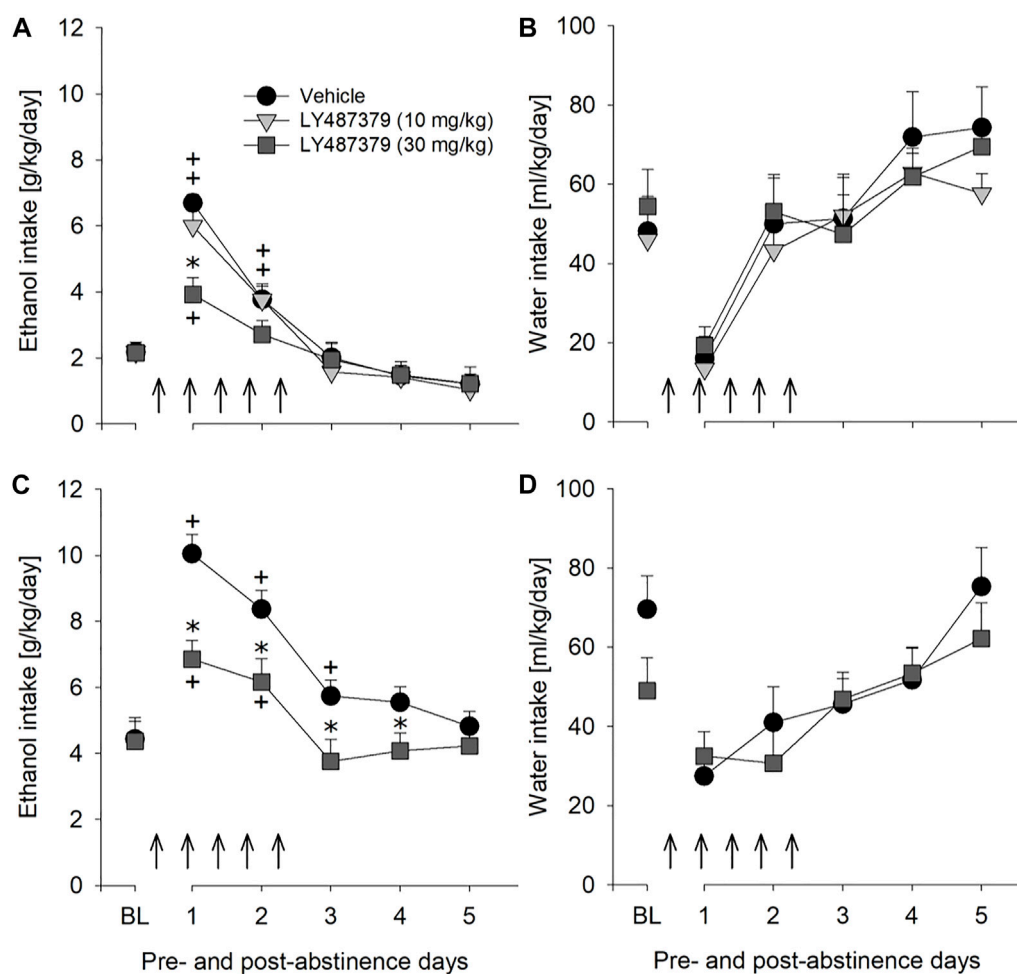 A
Ethanol intake [g/kg/day]
12
10
8
6
4
2
0
Vehicle
LY487379 (10 mg/kg)
LY487379 (30 mg/kg)
+
+
*
+
+
+
B
Water intake [ml/kg/day]
100
80
60
40
20
0
C
Ethanol intake [g/kg/day]
12
10
8
6
4
2
0
+
*
+
+
*
+
+
*
*
BL 1 2 3 4 5
Pre- and post-abstinence days
D
Water intake [ml/kg/day]
100
80
60
40
20
0
BL 1 2 3 4 5
Pre- and post-abstinence days